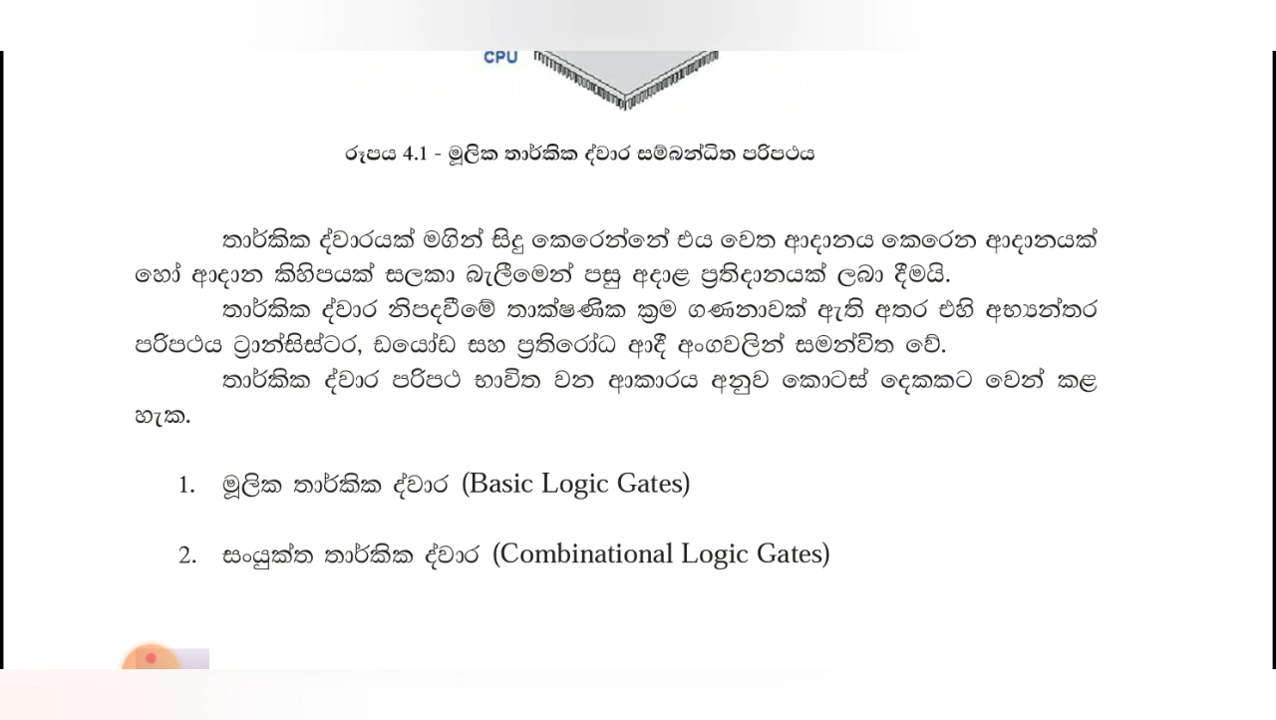 CPU
රූපය 4.1 - මූලික තාර්කික ද්වාර සම්බන්ධිත පරිපථය
තාර්කික ද්වාරයක් මගින් සිදු කෙරෙන්නේ එය වෙත ආදානය කෙරෙන ආදානයක්
හෝ ආදාන කිහිපයක් සලකා බැලීමෙන් පසු අදාළ ප්‍රතිදානයක් ලබා දීමයි.
තාර්කික ද්වාර නිපදවීමේ තාක්ෂණික ක්‍රම ගණනාවක් ඇති අතර එහි අභ්‍යන්තර
පරිපථය ට්‍රාන්සිස්ටර, ඩයෝඩ සහ ප්‍රතිරෝධ ආදී අංගවලින් සමන්විත වේ.
තාර්කික ද්වාර පරිපථ භාවිත වන ආකාරය අනුව කොටස් දෙකකට වෙන් කළ
හැක.
1. මූලික තාර්කික ද්වාර (Basic Logic Gates)
2. සංයුක්ත තාර්කික ද්වාර (Combinational Logic Gates)